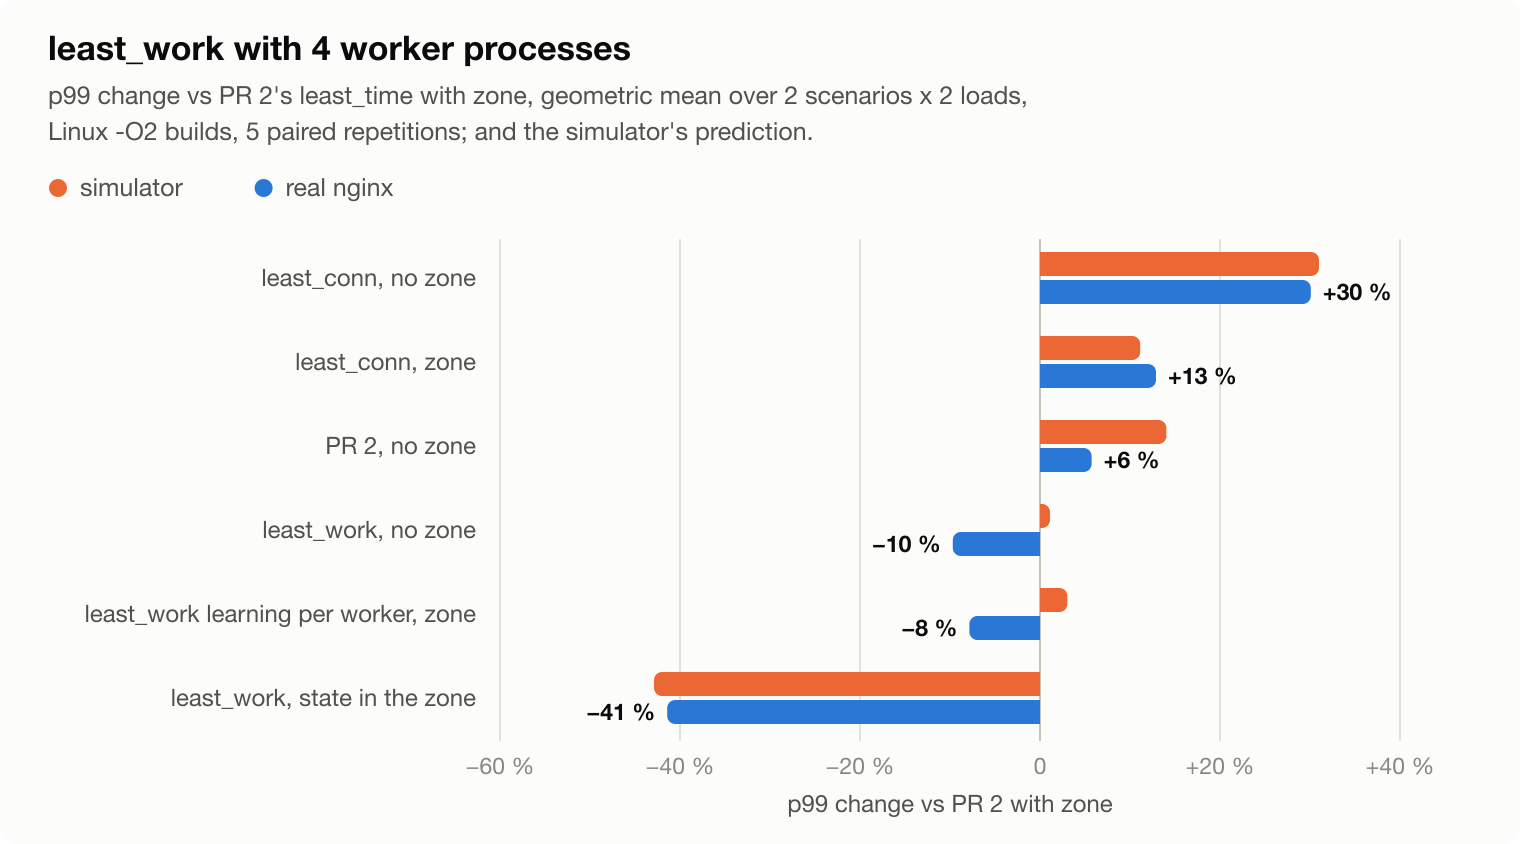 least_work with 4 worker processes
p99 change vs PR 2's least_time with zone, geometric mean over 2 scenarios x 2 loads,
Linux -O2 builds, 5 paired repetitions; and the simulator's prediction.
simulator
real nginx
least_conn, no zone
+30 %
least_conn, zone
+13 %
PR 2, no zone
+6 %
least_work, no zone
−10 %
least_work learning per worker, zone
−8 %
least_work, state in the zone
−41 %
−60 %
−40 %
−20 %
0
+20 %
+40 %
p99 change vs PR 2 with zone